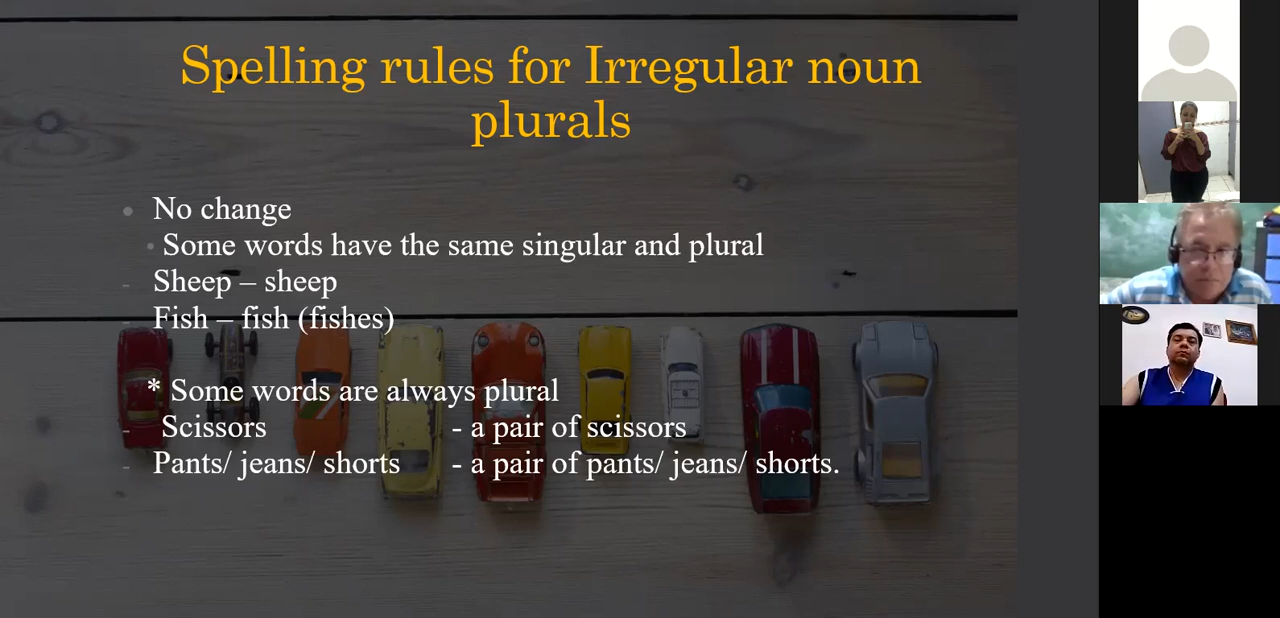 Spelling rules for Irregular noun
plurals
• No change
• Some words have the same singular and plural
- Sheep – sheep
- Fish – fish (fishes)
* Some words are always plural
- Scissors - a pair of scissors
- Pants/ jeans/ shorts - a pair of pants/ jeans/ shorts.